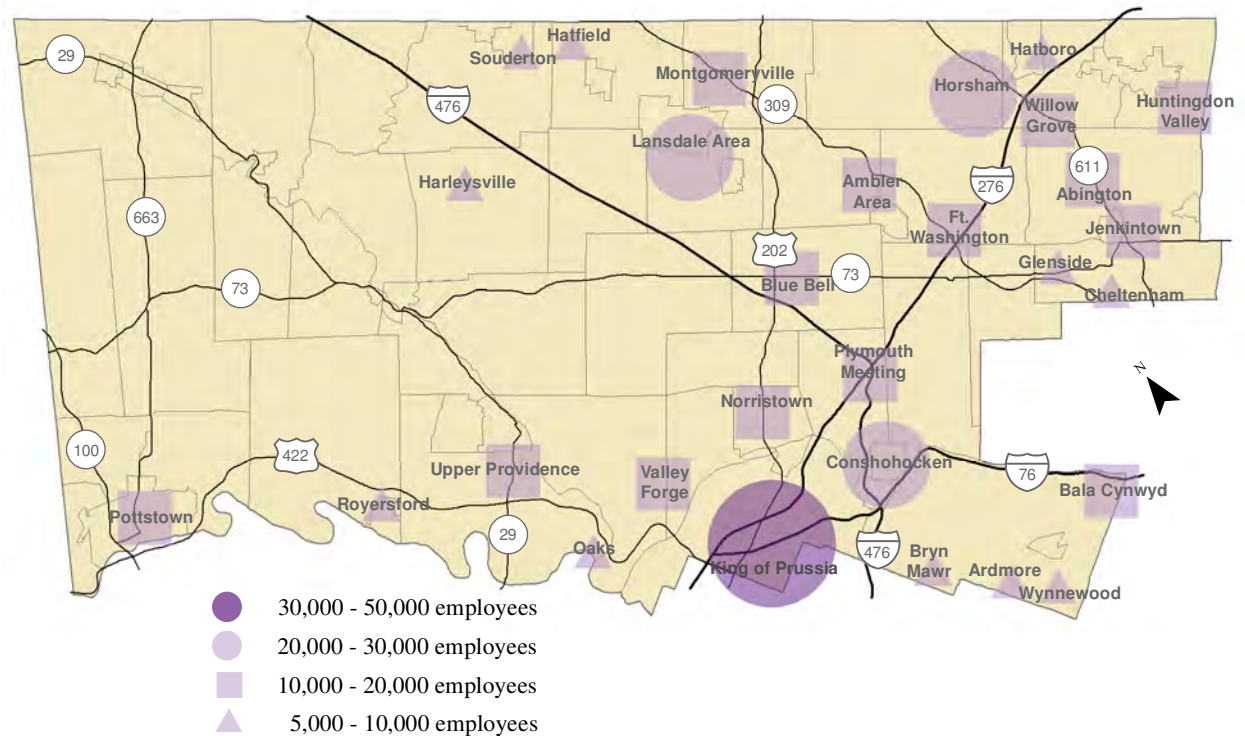 Hatfield
Souderton
Hatboro
29
Montgomeryville
476
309
Horsham
Willow
Grove
Huntingdon
Valley
Lansdale Area
Harleysville
Ambler
Area
276
611
Abington
663
Ft.
Washington
Jenkintown
202
73
Blue Bell
73
Glenside
Cheltenham
Plymouth
Meeting
N
Norristown
100
422
Upper Providence
Valley
Forge
Conshohocken
76
Bala Cynwyd
Pottstown
Royersford
29
Oaks
476
King of Prussia
Bryn
Mawr
Ardmore
Wynnewood
30,000 - 50,000 employees
20,000 - 30,000 employees
10,000 - 20,000 employees
5,000 - 10,000 employees